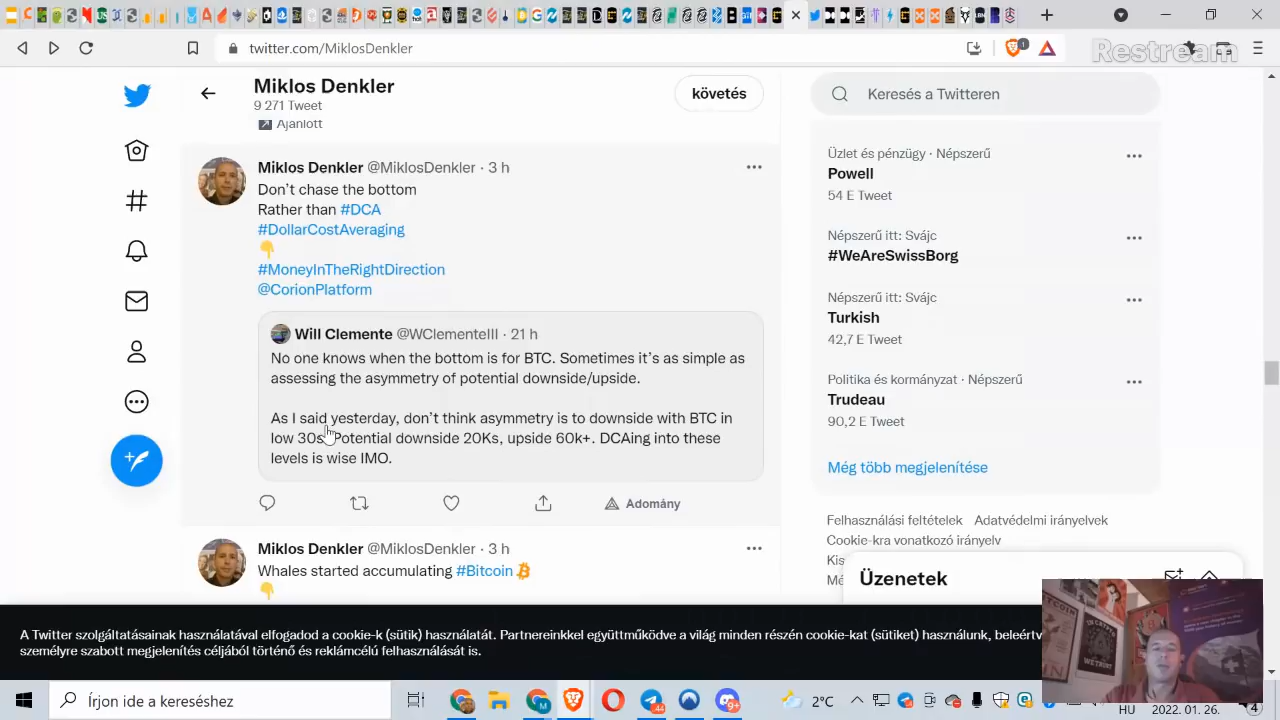 twitter.com/MiklosDenkler
Restream
Miklos Denkler
9 271 Tweet
Ajánlott
követés
Keresés a Twitteren
Miklos Denkler @MiklosDenkler · 3 h
Don't chase the bottom
Rather than #DCA
#DollarCostAveraging
#MoneyInTheRightDirection
@CorionPlatform
Will Clemente @WClementeIII · 21 h
No one knows when the bottom is for BTC. Sometimes it's as simple as
assessing the asymmetry of potential downside/upside.
As I said yesterday, don't think asymmetry is to downside with BTC in
low 30s. Potential downside 20Ks, upside 60k+. DCAing into these
levels is wise IMO.
Adomány
Miklos Denkler @MiklosDenkler · 3 h
Whales started accumulating #Bitcoin
Üzlet és pénzügy · Népszerű
Powell
54 E Tweet
Népszerű itt: Svájc
#WeAreSwissBorg
Népszerű itt: Svájc
Turkish
42,7 E Tweet
Politika és kormányzat · Népszerű
Trudeau
90,2 E Tweet
Még több megjelenítése
Felhasználási feltételek Adatvédelmi irányelvek
Cookie-kra vonatkozó irányelv
Üzenetek
A Twitter szolgáltatásainak használatával elfogadod a cookie-k (sütik) használatát. Partnereinkkel együttműködve a világ minden részén cookie-kat (sütiket) használunk, beleértv
személyre szabott megjelenítés céljából történő és reklámcélú felhasználását is.
Írjon ide a kereséshez
2°C
HU
2022. 01. 26.